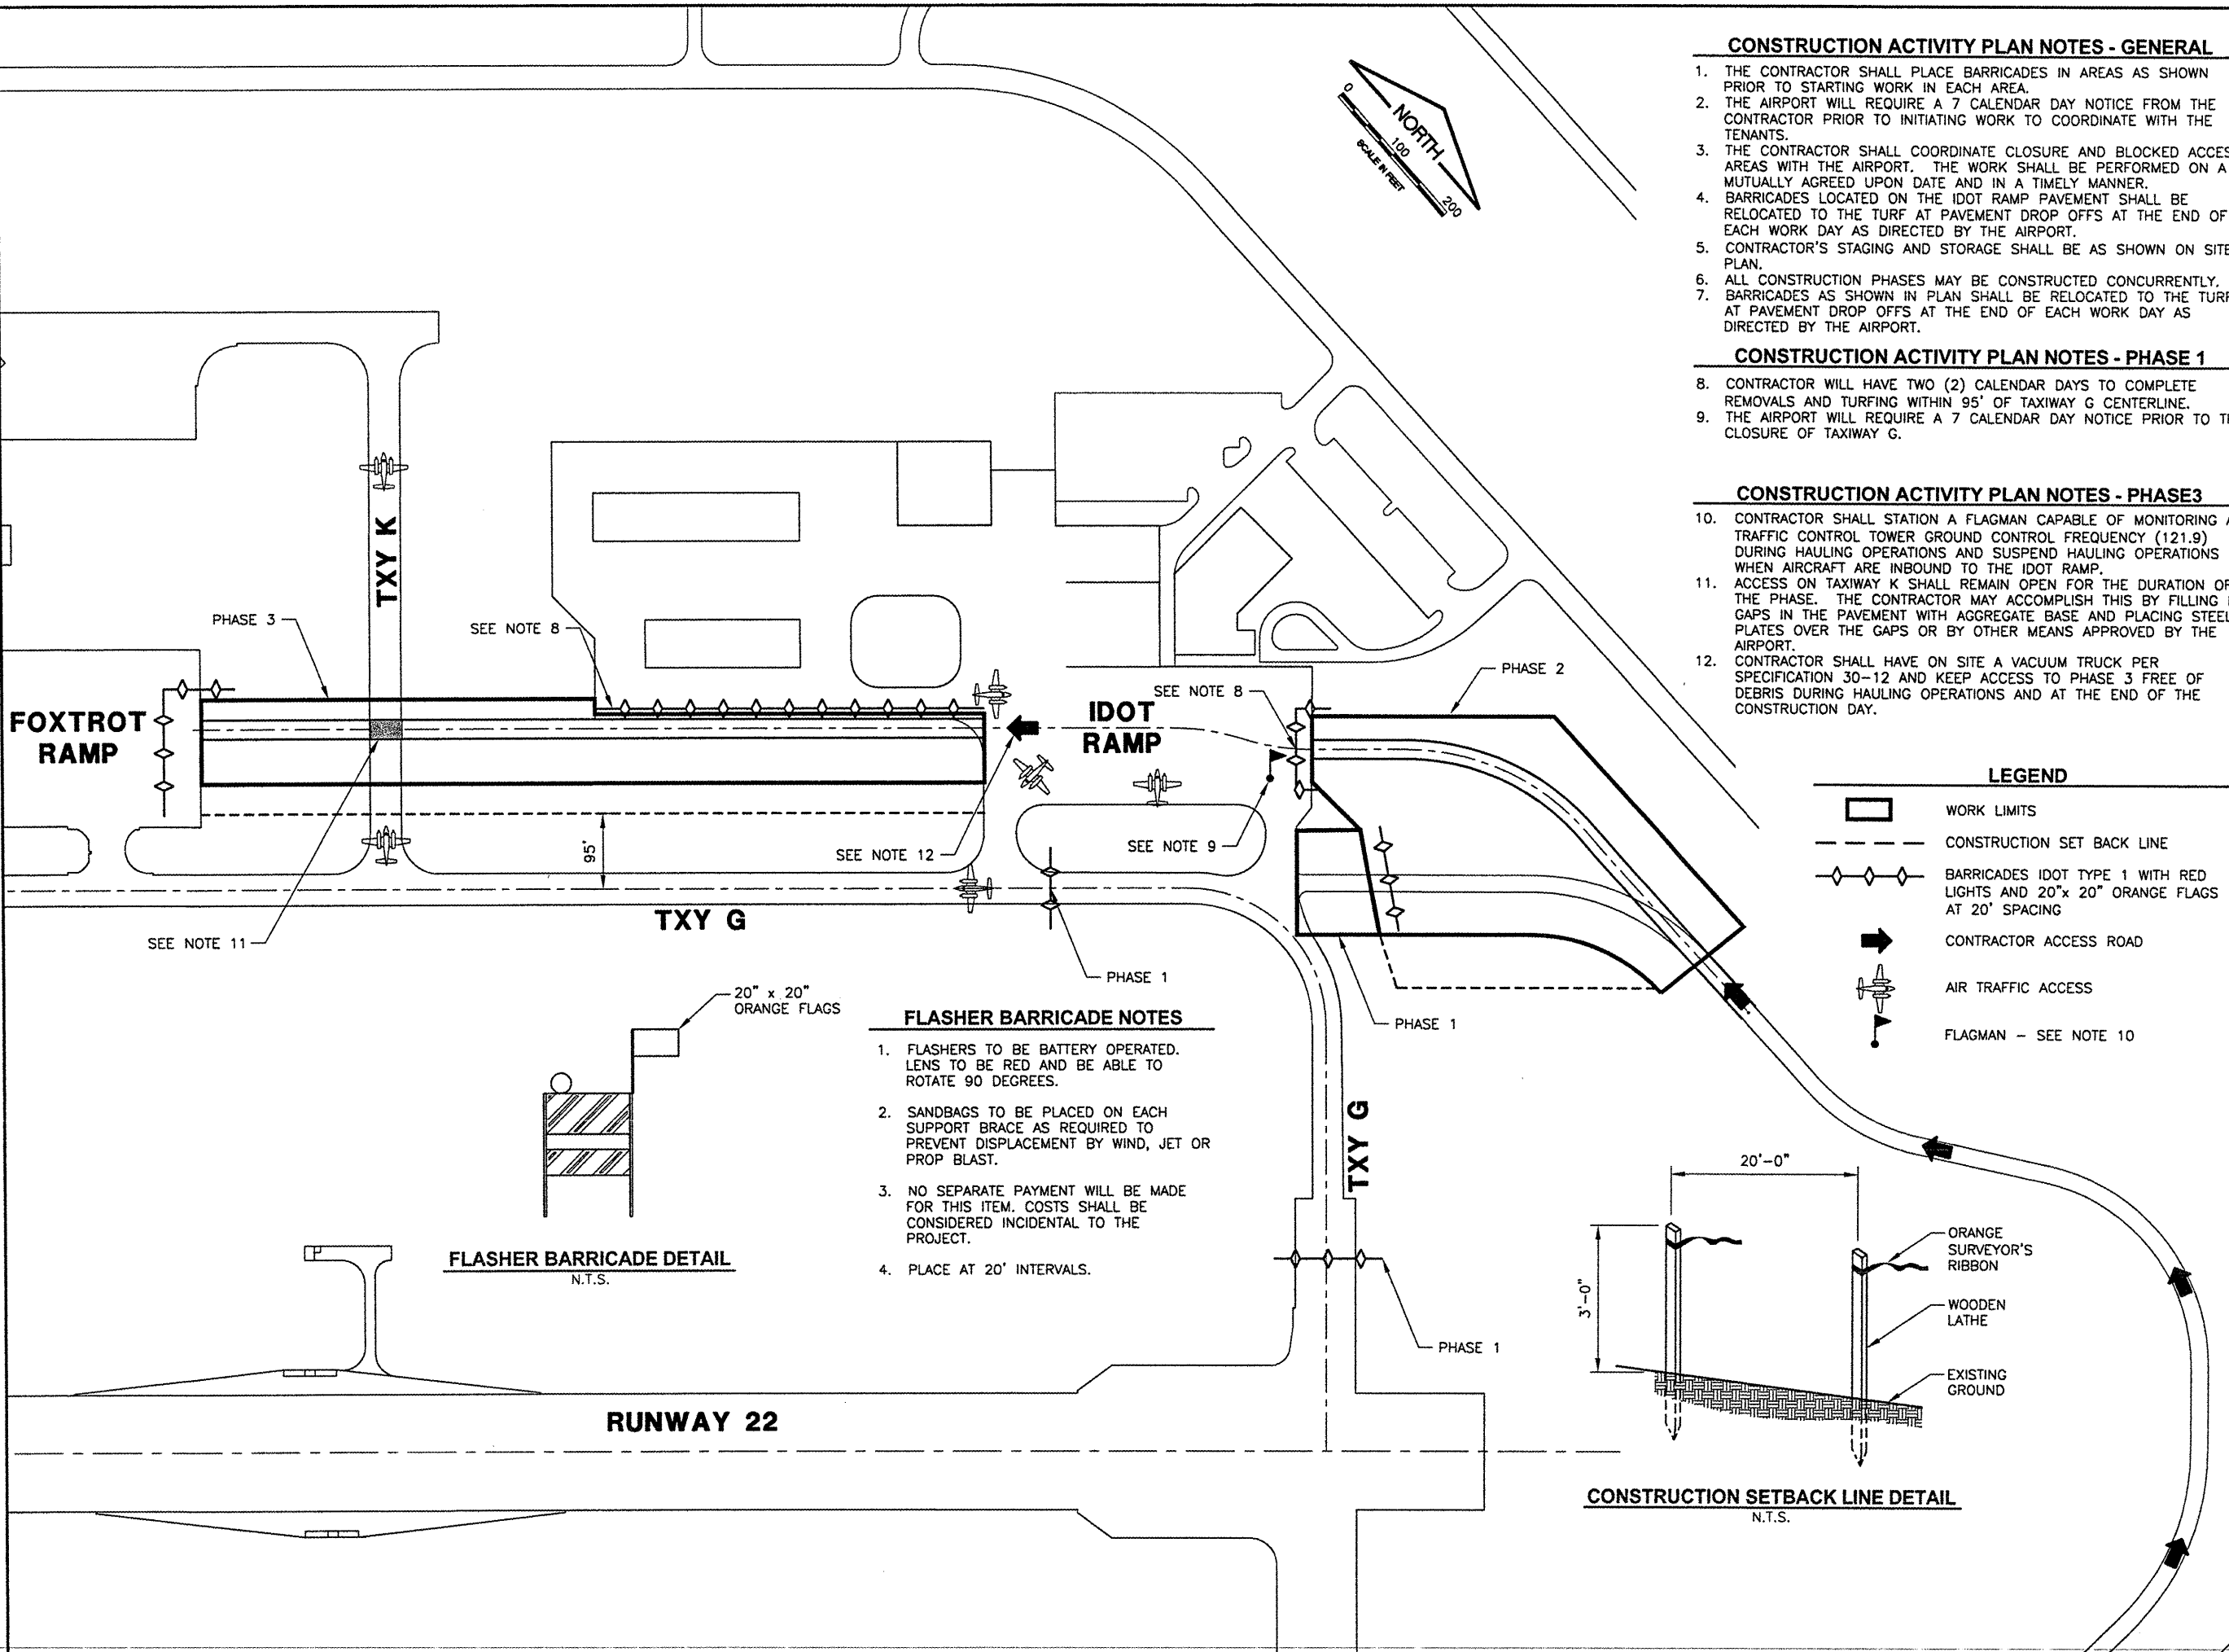 CONSTRUCTION ACTIVITY PLAN NOTES - GENERAL
1. THE CONTRACTOR SHALL PLACE BARRICADES IN AREAS AS SHOWN
PRIOR TO STARTING WORK IN EACH AREA.
2. THE AIRPORT WILL REQUIRE A 7 CALENDAR DAY NOTICE FROM THE
CONTRACTOR PRIOR TO INITIATING WORK TO COORDINATE WITH THE
TENANTS.
3. THE CONTRACTOR SHALL COORDINATE CLOSURE AND BLOCKED ACCES
AREAS WITH THE AIRPORT. THE WORK SHALL BE PERFORMED ON A
MUTUALLY AGREED UPON DATE AND IN A TIMELY MANNER.
4. BARRICADES LOCATED ON THE IDOT RAMP PAVEMENT SHALL BE
RELOCATED TO THE TURF AT PAVEMENT DROP OFFS AT THE END OF
EACH WORK DAY AS DIRECTED BY THE AIRPORT.
5. CONTRACTOR'S STAGING AND STORAGE SHALL BE AS SHOWN ON SITE
PLAN.
6. ALL CONSTRUCTION PHASES MAY BE CONSTRUCTED CONCURRENTLY.
7. BARRICADES AS SHOWN IN PLAN SHALL BE RELOCATED TO THE TURF
AT PAVEMENT DROP OFFS AT THE END OF EACH WORK DAY AS
DIRECTED BY THE AIRPORT.
CONSTRUCTION ACTIVITY PLAN NOTES - PHASE 1
8. CONTRACTOR WILL HAVE TWO (2) CALENDAR DAYS TO COMPLETE
REMOVALS AND TURFING WITHIN 95' OF TAXIWAY G CENTERLINE.
9. THE AIRPORT WILL REQUIRE A 7 CALENDAR DAY NOTICE PRIOR TO
CLOSURE OF TAXIWAY G.
CONSTRUCTION ACTIVITY PLAN NOTES - PHASE3
10. CONTRACTOR SHALL STATION A FLAGMAN CAPABLE OF MONITORING
TRAFFIC CONTROL TOWER GROUND CONTROL FREQUENCY (121.9)
DURING HAULING OPERATIONS AND SUSPEND HAULING OPERATIONS
WHEN AIRCRAFT ARE INBOUND TO THE IDOT RAMP.
11. ACCESS ON TAXIWAY K SHALL REMAIN OPEN FOR THE DURATION OF
THE PHASE. THE CONTRACTOR MAY ACCOMPLISH THIS BY FILLING
GAPS IN THE PAVEMENT WITH AGGREGATE BASE AND PLACING STEEL
PLATES OVER THE GAPS OR BY OTHER MEANS APPROVED BY THE
AIRPORT.
12. CONTRACTOR SHALL HAVE ON SITE A VACUUM TRUCK PER
SPECIFICATION 30-12 AND KEEP ACCESS TO PHASE 3 FREE OF
DEBRIS DURING HAULING OPERATIONS AND AT THE END OF THE
CONSTRUCTION DAY.
LEGEND
WORK LIMITS
CONSTRUCTION SET BACK LINE
BARRICADES IDOT TYPE 1 WITH RED
LIGHTS AND 20"x 20" ORANGE FLAGS
AT 20' SPACING
CONTRACTOR ACCESS ROAD
AIR TRAFFIC ACCESS
FLAGMAN - SEE NOTE 10
NORTH
0
100
200
SCALE IN FEET
TXY K
PHASE 3
SEE NOTE 8
FOXTROT
RAMP
SEE NOTE 8
PHASE 2
IDOT
RAMP
95'
SEE NOTE 12
SEE NOTE 9
SEE NOTE 11
TXY G
PHASE 1
PHASE 1
TXY G
PHASE 1
RUNWAY 22
20" x 20"
ORANGE FLAGS
FLASHER BARRICADE DETAIL
N.T.S.
FLASHER BARRICADE NOTES
1. FLASHERS TO BE BATTERY OPERATED.
LENS TO BE RED AND BE ABLE TO
ROTATE 90 DEGREES.
2. SANDBAGS TO BE PLACED ON EACH
SUPPORT BRACE AS REQUIRED TO
PREVENT DISPLACEMENT BY WIND, JET OR
PROP BLAST.
3. NO SEPARATE PAYMENT WILL BE MADE
FOR THIS ITEM. COSTS SHALL BE
CONSIDERED INCIDENTAL TO THE
PROJECT.
4. PLACE AT 20' INTERVALS.
20'-0"
3'-0"
ORANGE
SURVEYOR'S
RIBBON
WOODEN
LATHE
EXISTING
GROUND
CONSTRUCTION SETBACK LINE DETAIL
N.T.S.